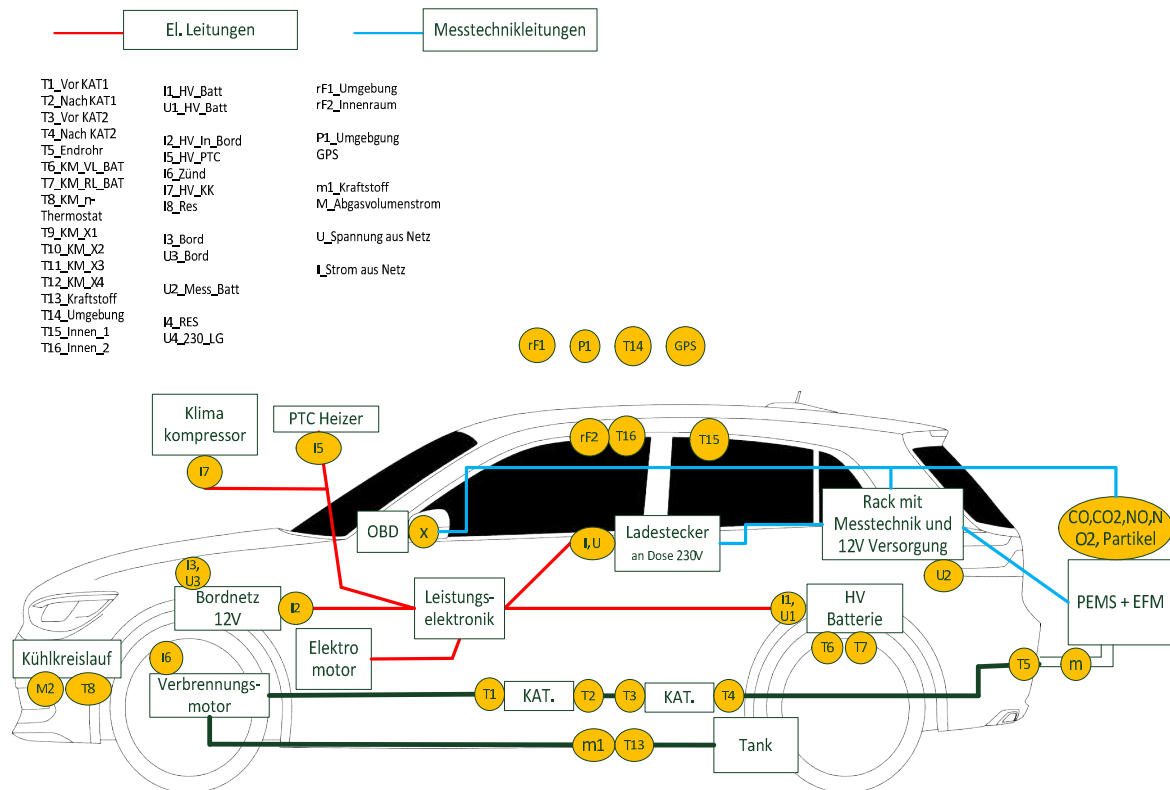 El. Leitungen
Messtechnikleitungen
T1_Vor KAT1
T2_Nach KAT1
T3_Vor KAT2
T4_Nach KAT2
T5_Endrohr
T6_KM_VL_BAT
T7_KM_RL_BAT
T8_KM_n-
Thermostat
T9_KM_X1
T10_KM_X2
T11_KM_X3
T12_KM_X4
T13_Kraftstoff
T14_Umgebung
T15_Innen_1
T16_Innen_2
I1_HV_Batt
U1_HV_Batt
I2_HV_In_Bord
I5_HV_PTC
I6_Zünd
I7_HV_KK
I8_Res
I3_Bord
U3_Bord
U2_Mess_Batt
I4_RES
U4_230_LG
rF1_Umgebung
rF2_Innenraum
P1_Umgebgung
GPS
m1_Kraftstoff
M_Abgasvolumenstrom
U_Spannung aus Netz
I_Strom aus Netz
rF1
P1
T14
GPS
Klima
kompressor
I7
PTC Heizer
I5
rF2
T16
T15
OBD
X
I,U
Ladestecker
an Dose 230V
Rack mit
Messtechnik und
12V Versorgung
U2
CO,CO2,NO,N
O2, Partikel
PEMS + EFM
I3,
U3
Bordnetz
12V
I2
Leistungs-
elektronik
I1,
U1
HV
Batterie
T6
T7
Elektro
motor
Kühlkreislauf
M2
T8
I6
Verbrennungs-
motor
T1
KAT.
T2
T3
KAT.
T4
T5
m
m1
T13
Tank